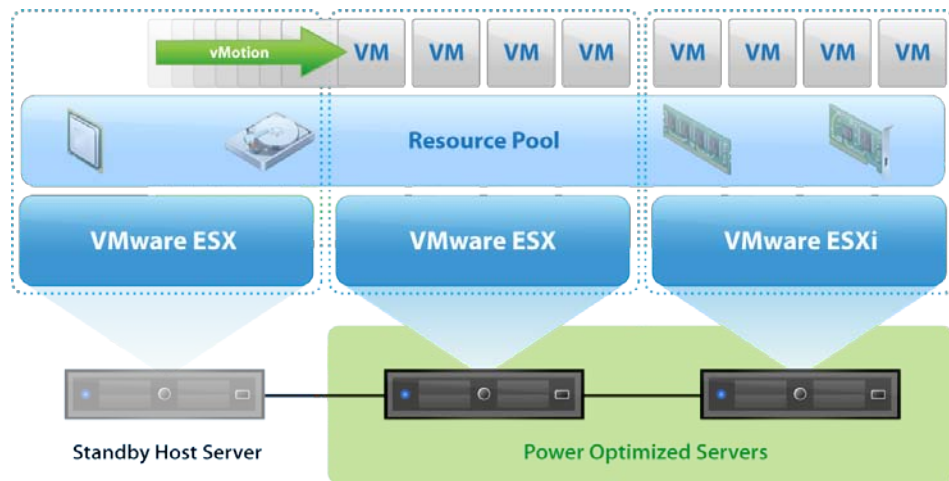 vMotion VM VM VM VM VM VM VM VM
Resource Pool
VMware ESX VMware ESX VMware ESXi
Standby Host Server Power Optimized Servers